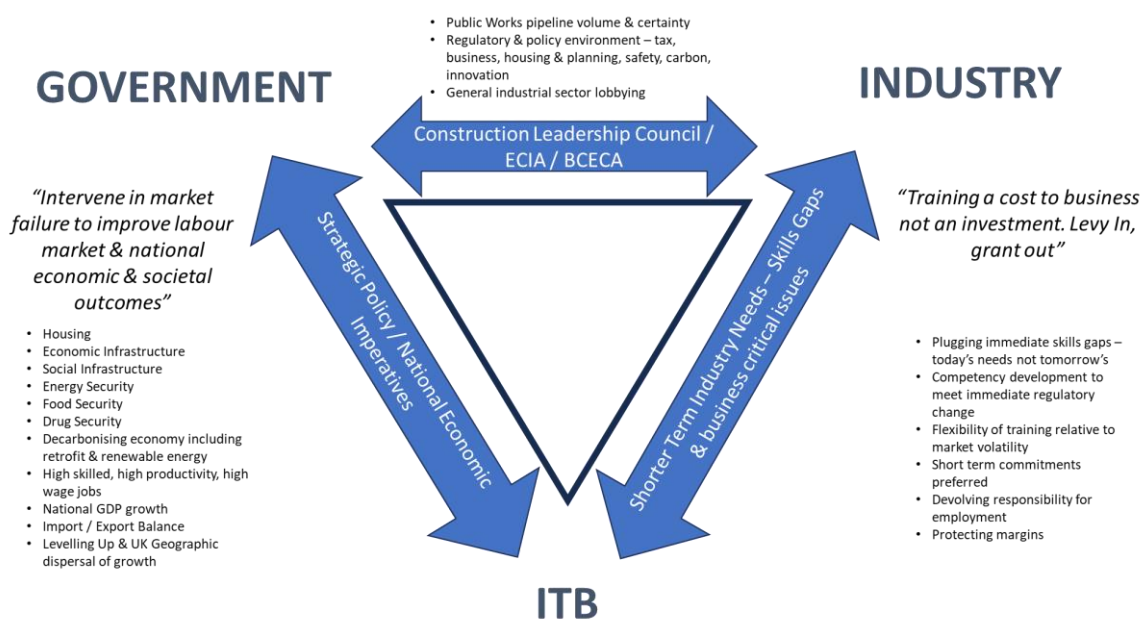 • Public Works pipeline volume & certainty
• Regulatory & policy environment – tax,
business, housing & planning, safety, carbon,
innovation
• General industrial sector lobbying
GOVERNMENT
INDUSTRY
Construction Leadership Council /
ECIA / BCECA
“Intervene in market
failure to improve labour
market & national
economic & societal
outcomes”
• Housing
• Economic Infrastructure
• Social Infrastructure
• Energy Security
• Food Security
• Drug Security
• Decarbonising economy including
retrofit & renewable energy
• High skilled, high productivity, high
wage jobs
• National GDP growth
• Import / Export Balance
• Levelling Up & UK Geographic
dispersal of growth
Strategic Policy / National Economic
Imperatives
Shorter Term Industry Needs – Skills Gaps
& business critical issues
“Training a cost to business
not an investment. Levy In,
grant out”
• Plugging immediate skills gaps –
today’s needs not tomorrow’s
• Competency development to
meet immediate regulatory
change
• Flexibility of training relative to
market volatility
• Short term commitments
preferred
• Devolving responsibility for
employment
• Protecting margins
ITB